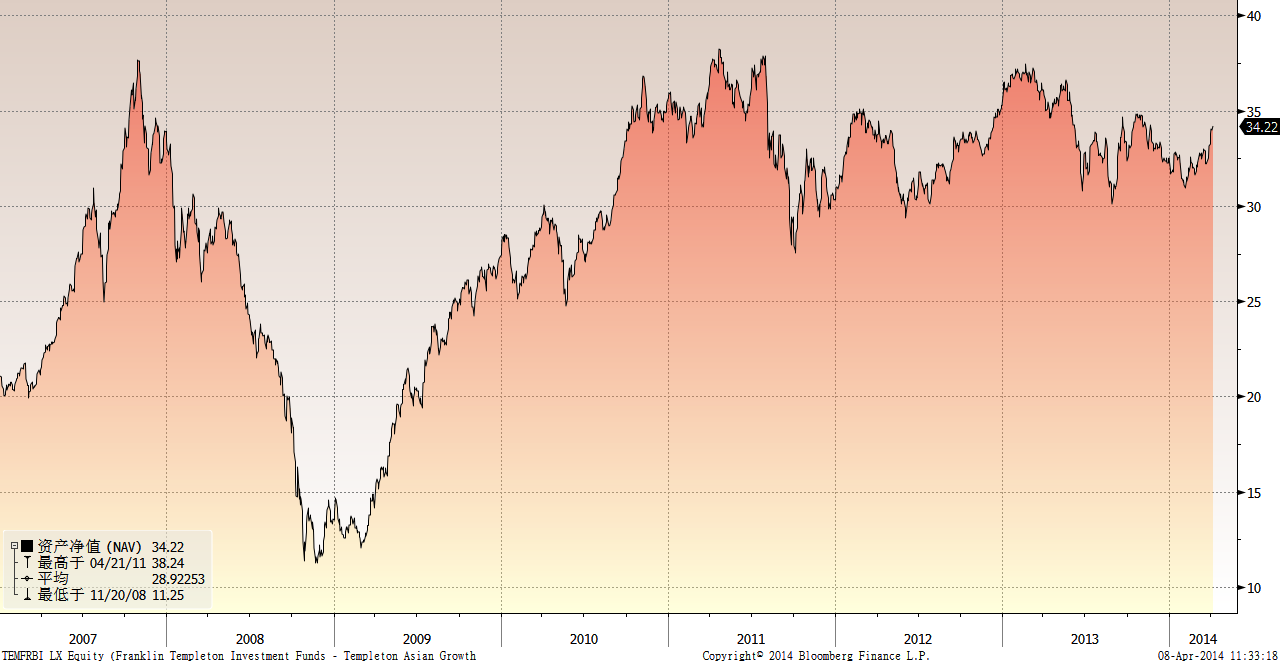 40
35
34.22
30
25
20
15
10
资产净值 (NAV) 34.22
最高于 04/21/11 38.24
平均 28.92253
最低于 11/20/08 11.25
2007 2008 2009 2010 2011 2012 2013 2014
TEMFRBI LX Equity (Franklin Templeton Investment Funds - Templeton Asian Growth Copyright© 2014 Bloomberg Finance L.P. 08-Apr-2014 11:33:18